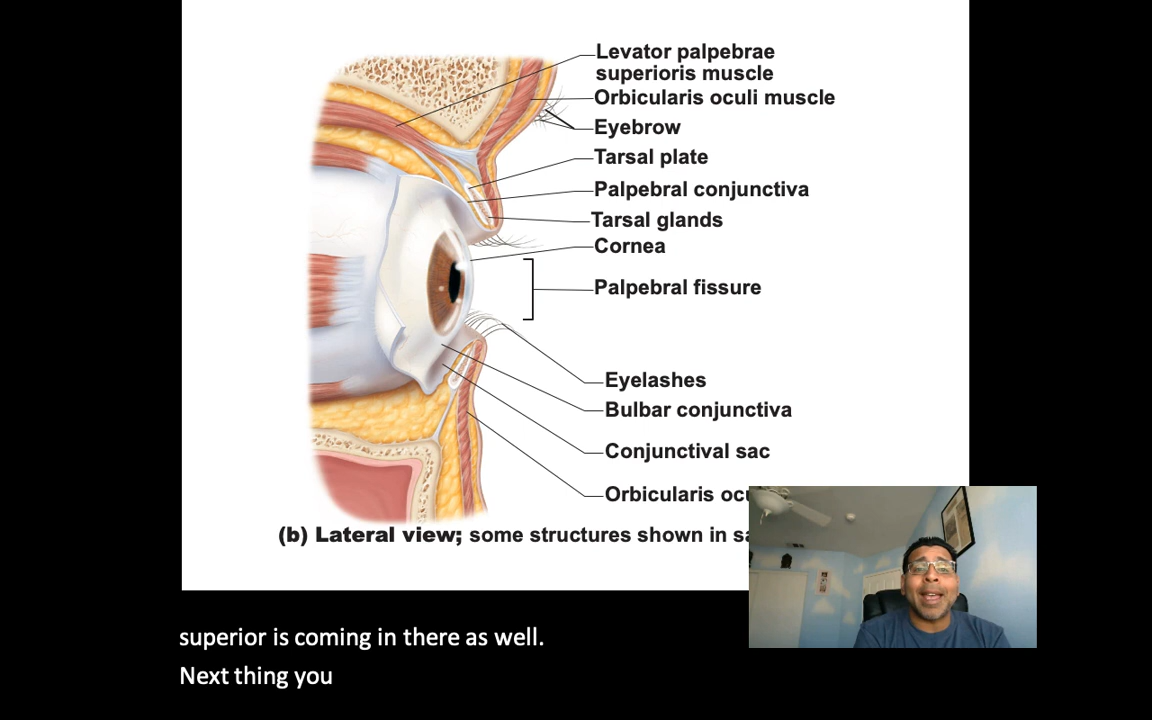 Levator palpebrae
superioris muscle
Orbicularis oculi muscle
Eyebrow
Tarsal plate
Palpebral conjunctiva
Tarsal glands
Cornea
Palpebral fissure
Eyelashes
Bulbar conjunctiva
Conjunctival sac
Orbicularis
(b) Lateral view; some structures shown in
superior is coming in there as well.
Next thing you